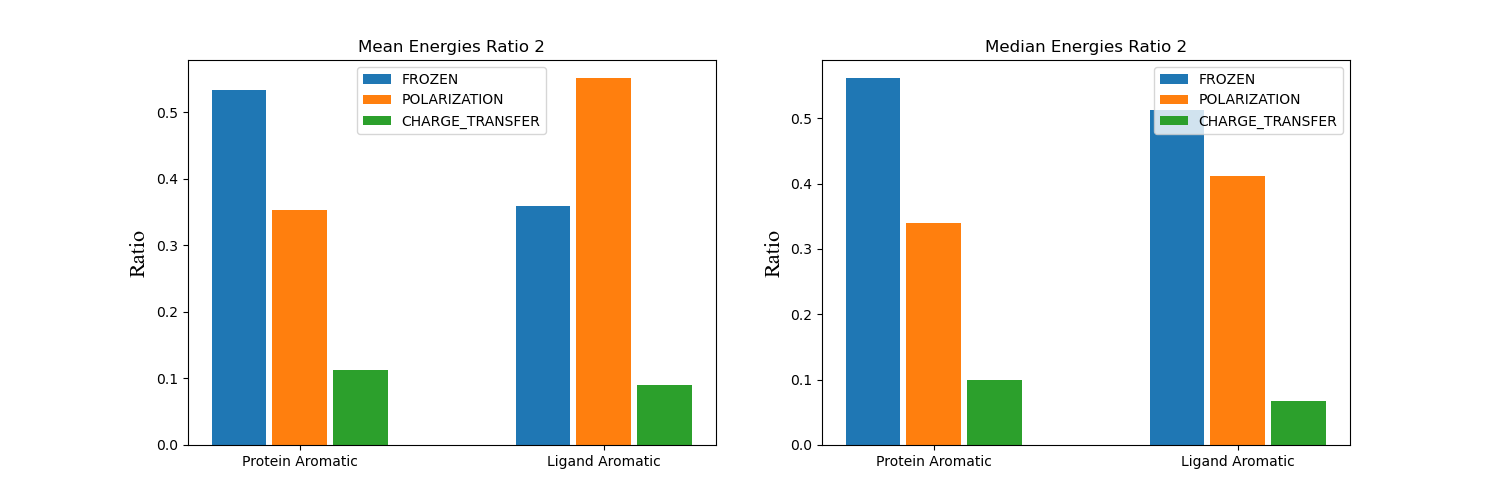 Mean Energies Ratio 2
FROZEN
POLARIZATION
CHARGE_TRANSFER
Ratio
0.5
0.4
0.3
0.2
0.1
0.0
Protein Aromatic
Ligand Aromatic
Median Energies Ratio 2
FROZEN
POLARIZATION
CHARGE_TRANSFER
Ratio
0.5
0.4
0.3
0.2
0.1
0.0
Protein Aromatic
Ligand Aromatic